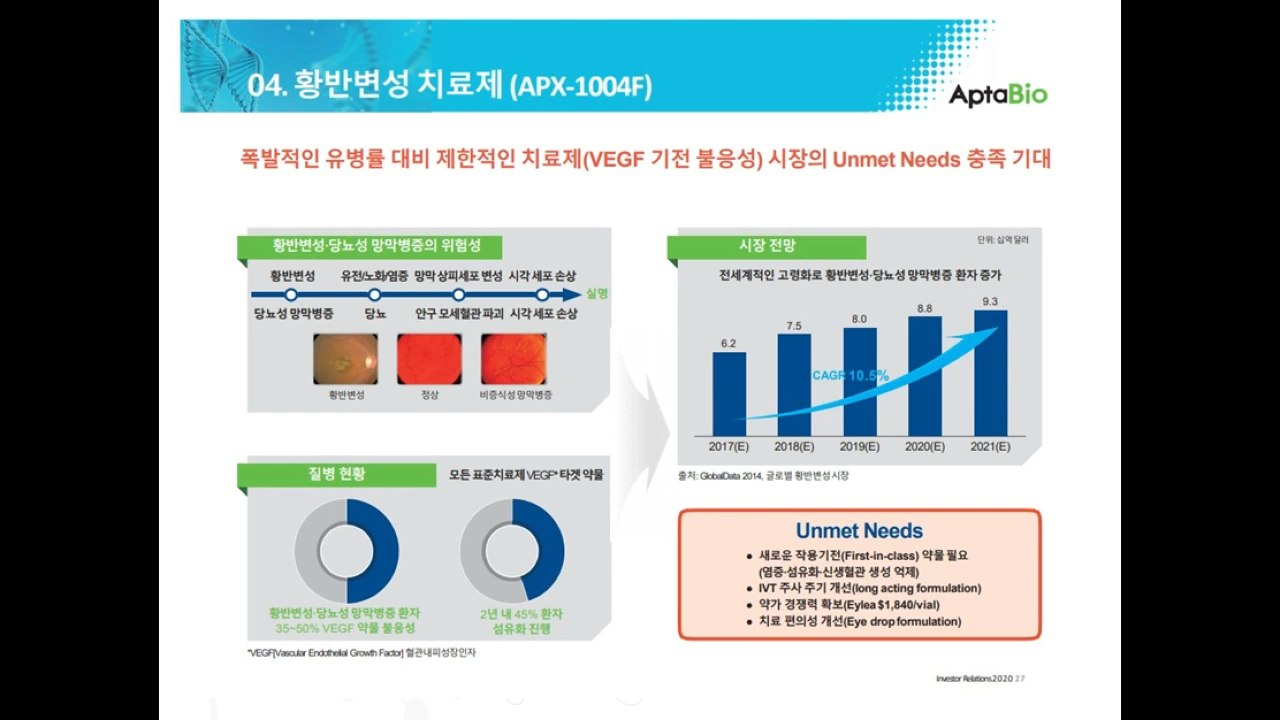 04. 황반변성 치료제 (APX-1004F)
AptaBio
폭발적인 유병률 대비 제한적인 치료제(VEGF 기전 불응성) 시장의 Unmet Needs 충족 기대
황반변성·당뇨성 망막병증의 위험성
황반변성 유전/노화/염증 망막 상피세포 변성 시각 세포 손상
실명
당뇨성 망막병증 당뇨 안구 모세혈관 파괴 시각 세포 손상
황반변성 정상 비증식성 망막병증
질병 현황
모든 표준치료제 VEGF* 타겟 약물
황반변성·당뇨성 망막병증 환자
35~50% VEGF 약물 불응성
2년 내 45% 환자
섬유화 진행
*VEGF[Vascular Endothelial Growth Factor] 혈관내피성장인자
시장 전망
단위: 십억 달러
전세계적인 고령화로 황반변성·당뇨성 망막병증 환자 증가
6.2 7.5 8.0 8.8 9.3
CAGR 10.5%
2017(E) 2018(E) 2019(E) 2020(E) 2021(E)
출처: GlobalData 2014, 글로벌 황반변성 시장
Unmet Needs
• 새로운 작용기전(First-in-class) 약물 필요
(염증·섬유화·신생혈관 생성 억제)
• IVT 주사 주기 개선(long acting formulation)
• 약가 경쟁력 확보(Eylea $1,840/vial)
• 치료 편의성 개선(Eye drop formulation)
Investor Relations 2020 27